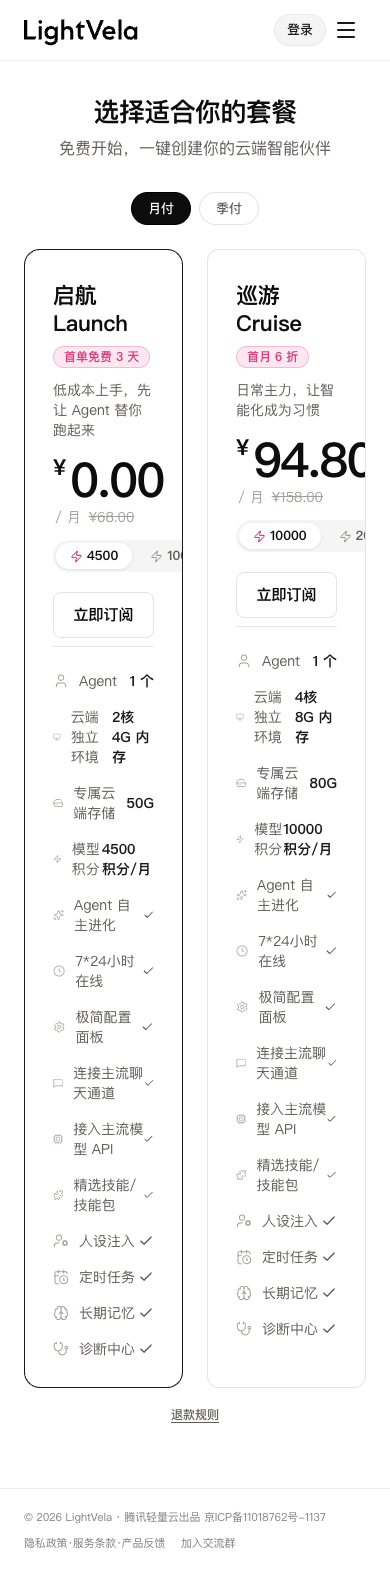 LightVela
登录
选择适合你的套餐
免费开始，一键创建你的云端智能伙伴
月付
季付
启航
Launch
首单免费 3 天
低成本上手，先
让 Agent 替你
跑起来
¥0.00
/ 月 ¥68.00
4500
100
立即订阅
Agent 1 个
云端
独立
环境
2核
4G 内
存
专属云
端存储
50G
模型
积分
4500
积分/月
Agent 自
主进化
7*24小时
在线
极简配置
面板
连接主流聊
天通道
接入主流模
型 API
精选技能/
技能包
人设注入
定时任务
长期记忆
诊断中心
巡游
Cruise
首月 6 折
日常主力，让智
能化成为习惯
¥94.80
/ 月 ¥158.00
10000
立即订阅
Agent 1 个
云端
独立
环境
4核
8G 内
存
专属云
端存储
80G
模型
积分
10000
积分/月
Agent 自
主进化
7*24小时
在线
极简配置
面板
连接主流聊
天通道
接入主流模
型 API
精选技能/
技能包
人设注入
定时任务
长期记忆
诊断中心
退款规则
© 2026 LightVela · 腾讯轻量云出品 京ICP备11018762号-1137
隐私政策·服务条款·产品反馈 加入交流群